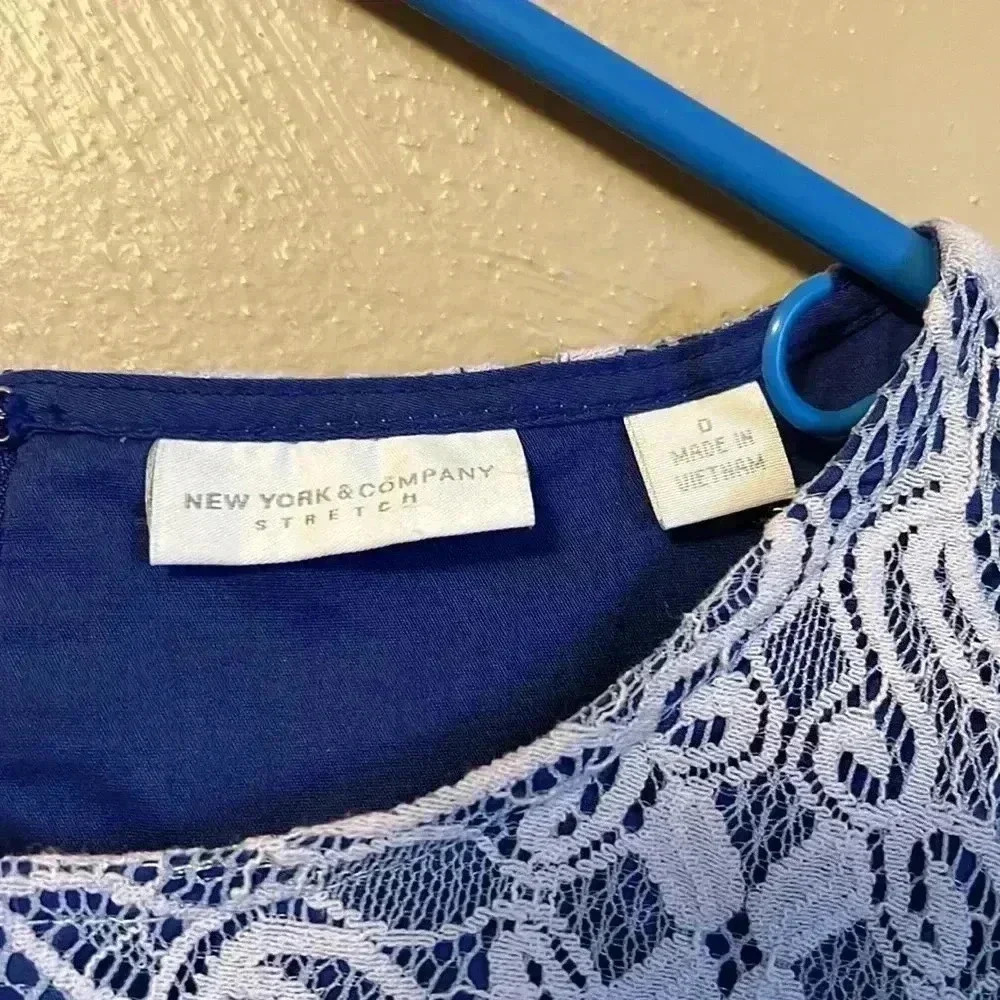 NEW YORK & COMPANY
STRETCH
0
MADE IN
VIETNAM